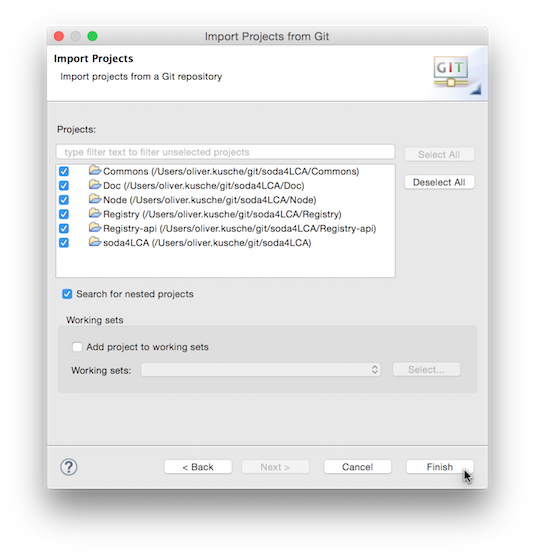 Import Projects from Git
Import Projects
Import projects from a Git repository
GIT
Projects:
type filter text to filter unselected projects
Select All
Commons (/Users/oliver.kusche/git/soda4LCA/Commons)
Deselect All
Doc (/Users/oliver.kusche/git/soda4LCA/Doc)
Node (/Users/oliver.kusche/git/soda4LCA/Node)
Registry (/Users/oliver.kusche/git/soda4LCA/Registry)
Registry-api (/Users/oliver.kusche/git/soda4LCA/Registry-api)
soda4LCA (/Users/oliver.kusche/git/soda4LCA)
Search for nested projects
Working sets
Add project to working sets
Working sets:
Select...
?
< Back
Next >
Cancel
Finish